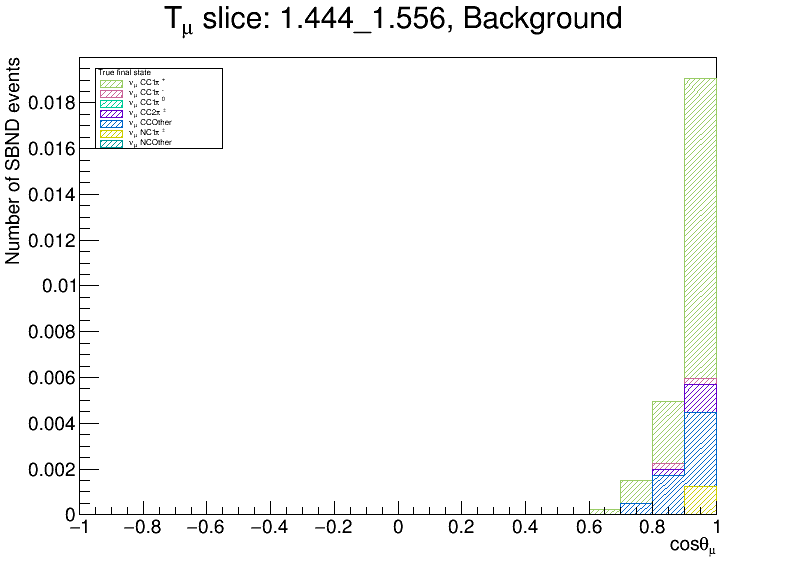 Tμ slice: 1.444_1.556, Background
Number of SBND events
True final state
νμ CC1π+
νμ CC1π-
νμ CC1π0
νμ CC2π±
νμ CCOther
νμ NC1π±
νμ NCOther
0.018
0.016
0.014
0.012
0.01
0.008
0.006
0.004
0.002
0
−1 −0.8 −0.6 −0.4 −0.2 0 0.2 0.4 0.6 0.8 1
cosθμ